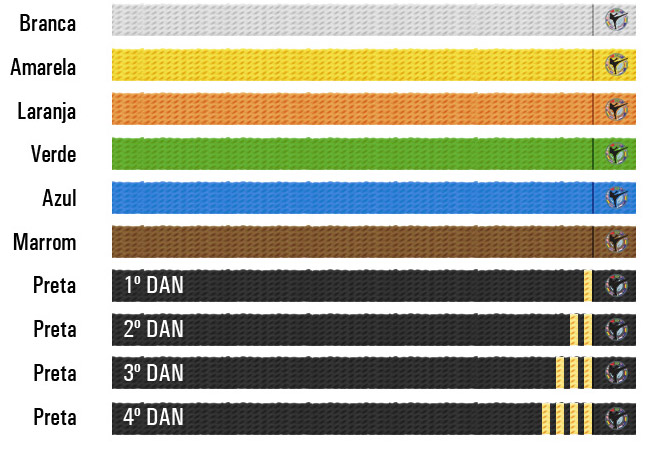 Branca
Amarela
Laranja
Verde
Azul
Marrom
Preta 1º DAN
Preta 2º DAN
Preta 3º DAN
Preta 4º DAN